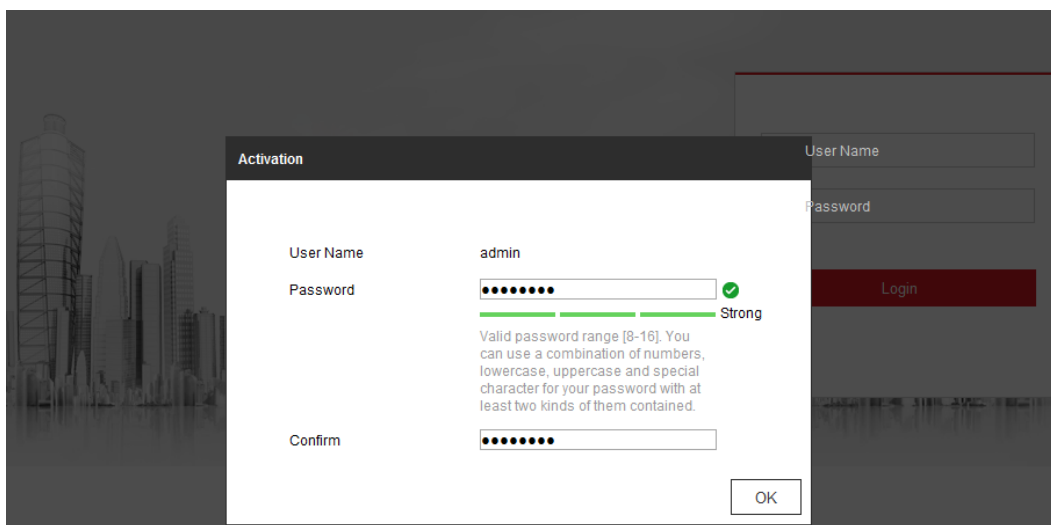 Activation
User Name
Password
Login
User Name admin
Password ●●●●●●●●
Strong
Valid password range [8-16]. You
can use a combination of numbers,
lowercase, uppercase and special
character for your password with at
least two kinds of them contained.
Confirm ●●●●●●●●
OK